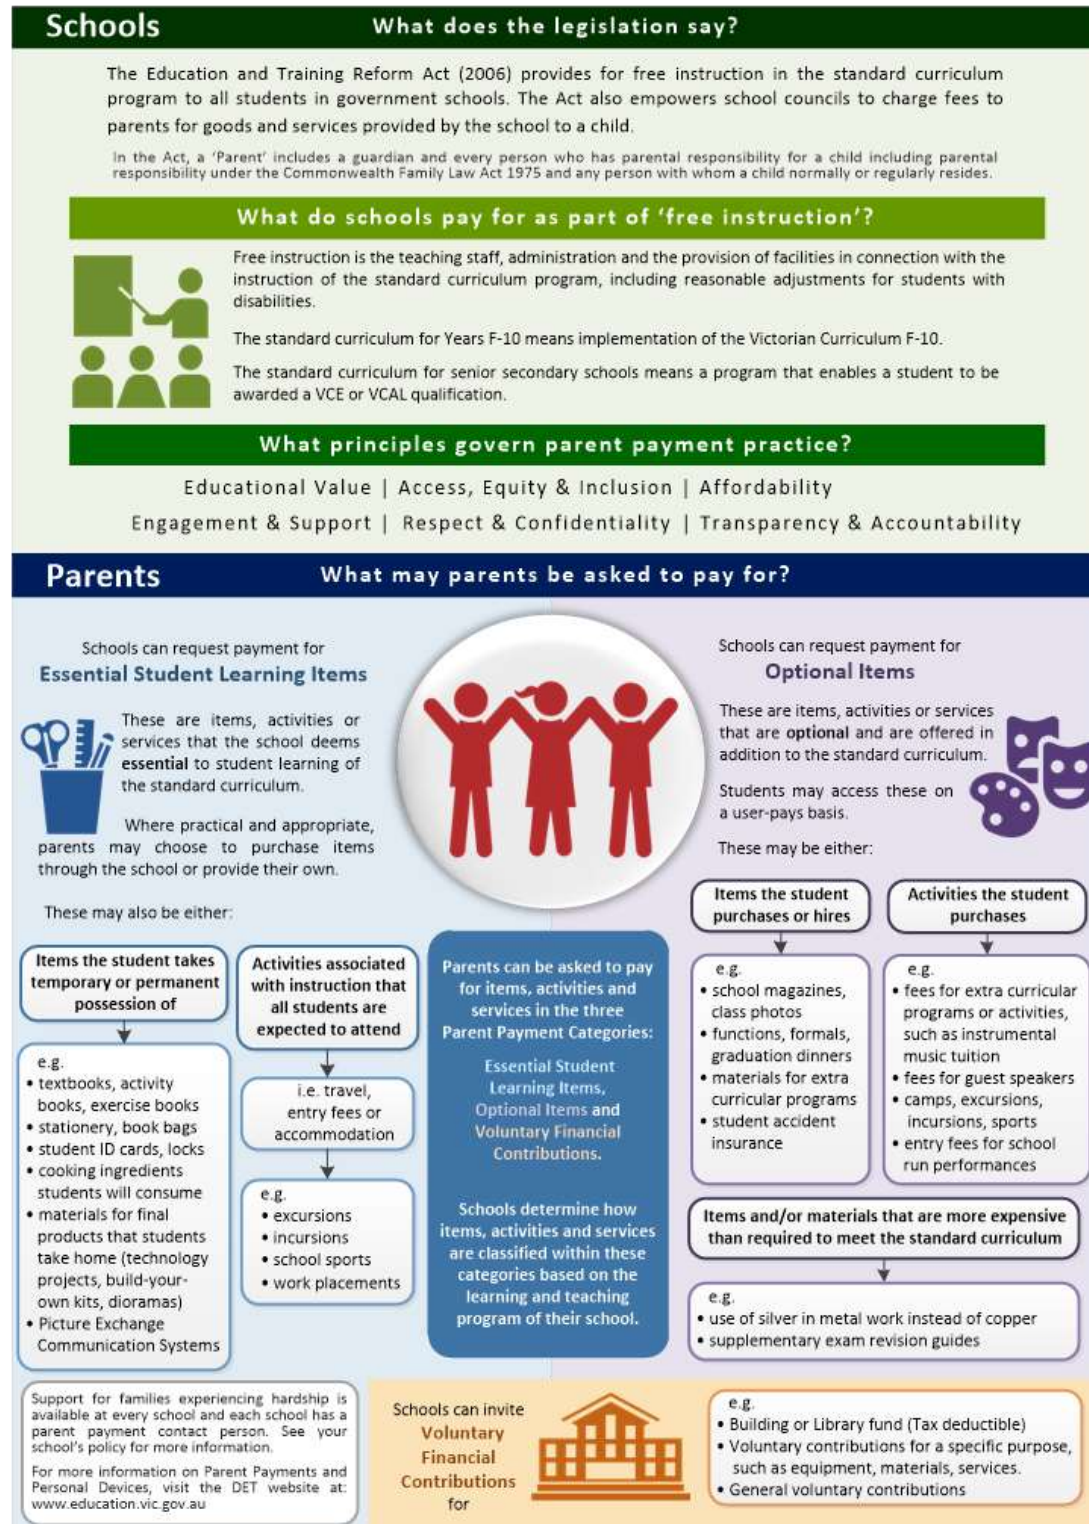 Schools
What does the legislation say?
The Education and Training Reform Act (2006) provides for free instruction in the standard curriculum
program to all students in government schools. The Act also empowers school councils to charge fees to
parents for goods and services provided by the school to a child.
In the Act, a ‘Parent’ includes a guardian and every person who has parental responsibility for a child including parental
responsibility under the Commonwealth Family Law Act 1975 and any person with whom a child normally or regularly resides.
What do schools pay for as part of ‘free instruction’?
Free instruction is the teaching staff, administration and the provision of facilities in connection with the
instruction of the standard curriculum program, including reasonable adjustments for students with
disabilities.
The standard curriculum for Years F-10 means implementation of the Victorian Curriculum F-10.
The standard curriculum for senior secondary schools means a program that enables a student to be
awarded a VCE or VCAL qualification.
What principles govern parent payment practice?
Educational Value | Access, Equity & Inclusion | Affordability
Engagement & Support | Respect & Confidentiality | Transparency & Accountability
Parents
What may parents be asked to pay for?
Schools can request payment for
Essential Student Learning Items
These are items, activities or
services that the school deems
essential to student learning of
the standard curriculum.
Where practical and appropriate,
parents may choose to purchase items
through the school or provide their own.
These may also be either:
Items the student takes
temporary or permanent
possession of
e.g.
• textbooks, activity
books, exercise books
• stationery, book bags
• student ID cards, locks
• cooking ingredients
students will consume
• materials for final
products that students
take home (technology
projects, build-your-
own kits, dioramas)
• Picture Exchange
Communication Systems
Activities associated
with instruction that
all students are
expected to attend
i.e. travel,
entry fees or
accommodation
e.g.
• excursions
• incursions
• school sports
• work placements
Parents can be asked to pay
for items, activities and
services in the three
Parent Payment Categories:
Essential Student
Learning Items,
Optional Items and
Voluntary Financial
Contributions.
Schools determine how
items, activities and services
are classified within these
categories based on the
learning and teaching
program of their school.
Schools can request payment for
Optional Items
These are items, activities or services
that are optional and are offered in
addition to the standard curriculum.
Students may access these on
a user-pays basis.
These may be either:
Items the student
purchases or hires
e.g.
• school magazines,
class photos
• functions, formals,
graduation dinners
• materials for extra
curricular programs
• student accident
insurance
Activities the student
purchases
e.g.
• fees for extra curricular
programs or activities,
such as instrumental
music tuition
• fees for guest speakers
• camps, excursions,
incursions, sports
• entry fees for school
run performances
Items and/or materials that are more expensive
than required to meet the standard curriculum
e.g.
• use of silver in metal work instead of copper
• supplementary exam revision guides
Support for families experiencing hardship is
available at every school and each school has a
parent payment contact person. See your
school's policy for more information.
For more information on Parent Payments and
Personal Devices, visit the DET website at:
www.education.vic.gov.au
Schools can invite
Voluntary
Financial
Contributions
for
e.g.
• Building or Library fund (Tax deductible)
• Voluntary contributions for a specific purpose,
such as equipment, materials, services.
• General voluntary contributions